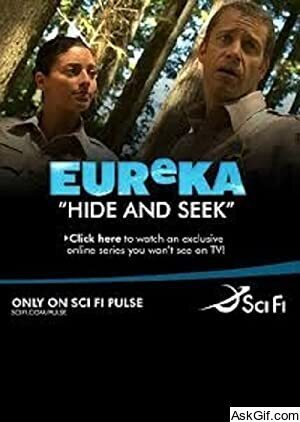 EUReKA
"HIDE AND SEEK"
Click here to watch an exclusive
online series you won't see on TV!
ONLY ON SCI FI PULSE
SCIFI.COM/PULSE
SCI FI
AskGif.com